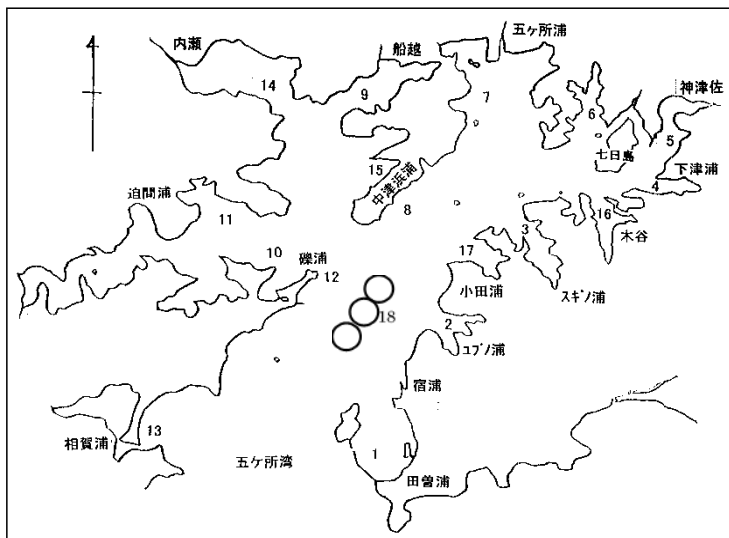 内瀬
船越
五ヶ所浦
14
9
7
6
神津佐
七日島
5
下津浦
15
中津浜浦
4
迫間浦
11
8
16
木谷
10
礒浦
12
17
3
小田浦
スギノ浦
18
2
ユブノ浦
宿浦
相賀浦
13
五ケ所湾
1
田曽浦